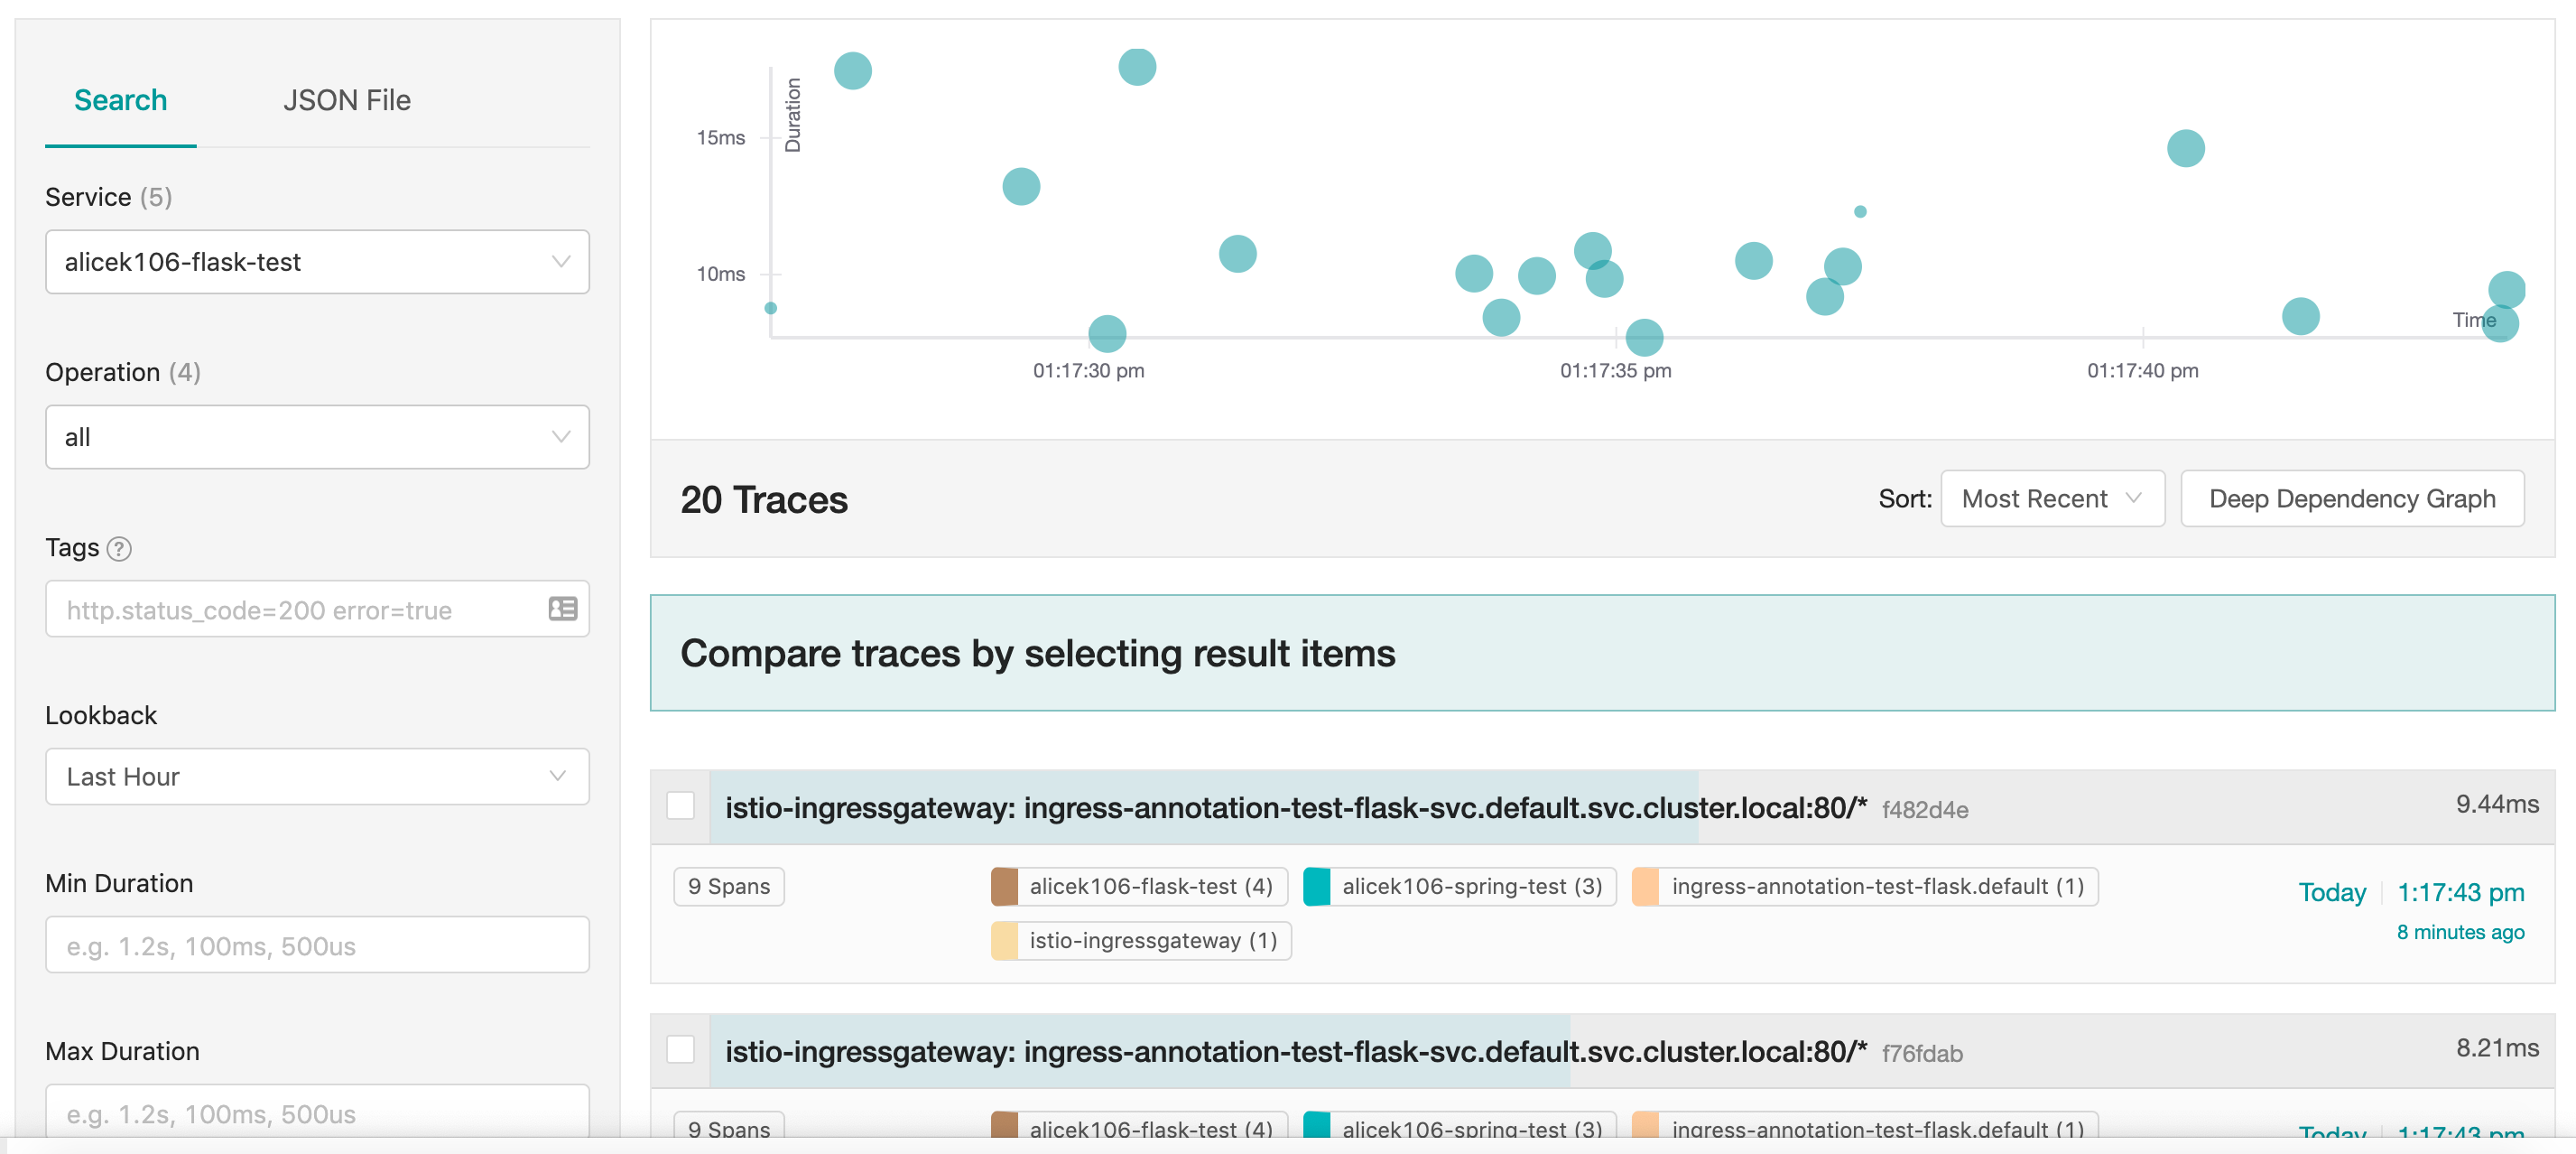 Search
JSON File
Service (5)
alicek106-flask-test
Operation (4)
all
Tags ?
http.status_code=200 error=true
Lookback
Last Hour
Min Duration
e.g. 1.2s, 100ms, 500us
Max Duration
e.g. 1.2s, 100ms, 500us
Duration
15ms
10ms
Time
01:17:30 pm
01:17:35 pm
01:17:40 pm
20 Traces
Sort: Most Recent
Deep Dependency Graph
Compare traces by selecting result items
istio-ingressgateway: ingress-annotation-test-flask-svc.default.svc.cluster.local:80/* f482d4e
9.44ms
9 Spans
alicek106-flask-test (4)
alicek106-spring-test (3)
ingress-annotation-test-flask.default (1)
istio-ingressgateway (1)
Today
1:17:43 pm
8 minutes ago
istio-ingressgateway: ingress-annotation-test-flask-svc.default.svc.cluster.local:80/* f76fdab
8.21ms
9 Spans
alicek106-flask-test (4)
alicek106-spring-test (3)
ingress-annotation-test-flask.default (1)
Today
1:17:43 pm